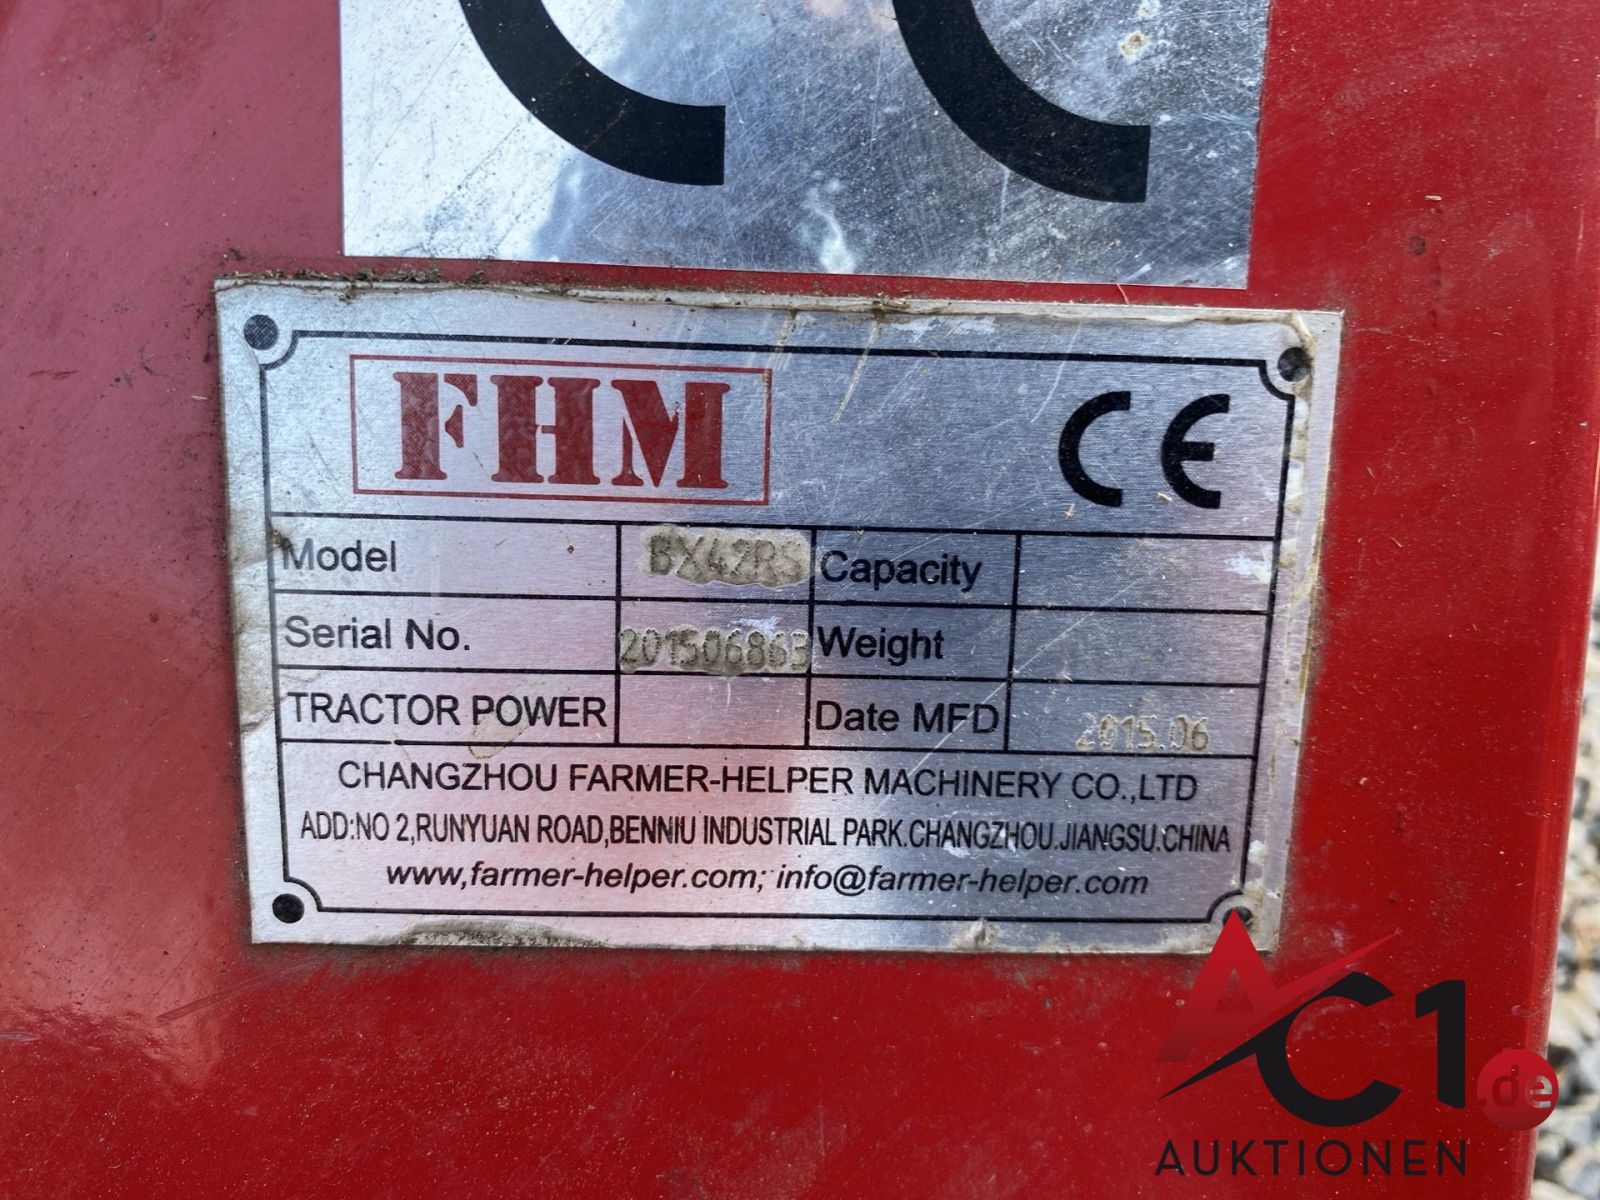 CE
FHM CE
Model BX42RS Capacity
Serial No. 201506863 Weight
TRACTOR POWER Date MFD 2015.06
CHANGZHOU FARMER-HELPER MACHINERY CO.,LTD
ADD:NO 2,RUNYUAN ROAD,BENNIU INDUSTRIAL PARK.CHANGZHOU.JIANGSU.CHINA
www,farmer-helper.com; info@farmer-helper.com
AC1.de
AUKTIONEN